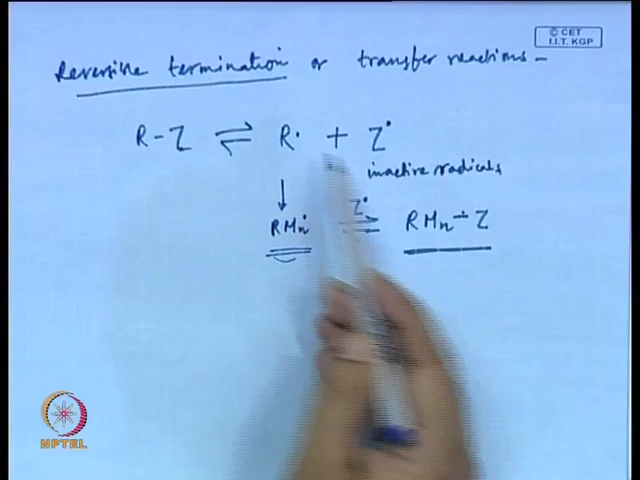 © CET
I.I.T. KGP
Reversible termination or transfer reactions -
R-Z ⇌ R· + Z·
inactive radicals
↓ Z·
RMn· ⇌ RMn-Z
NPTEL